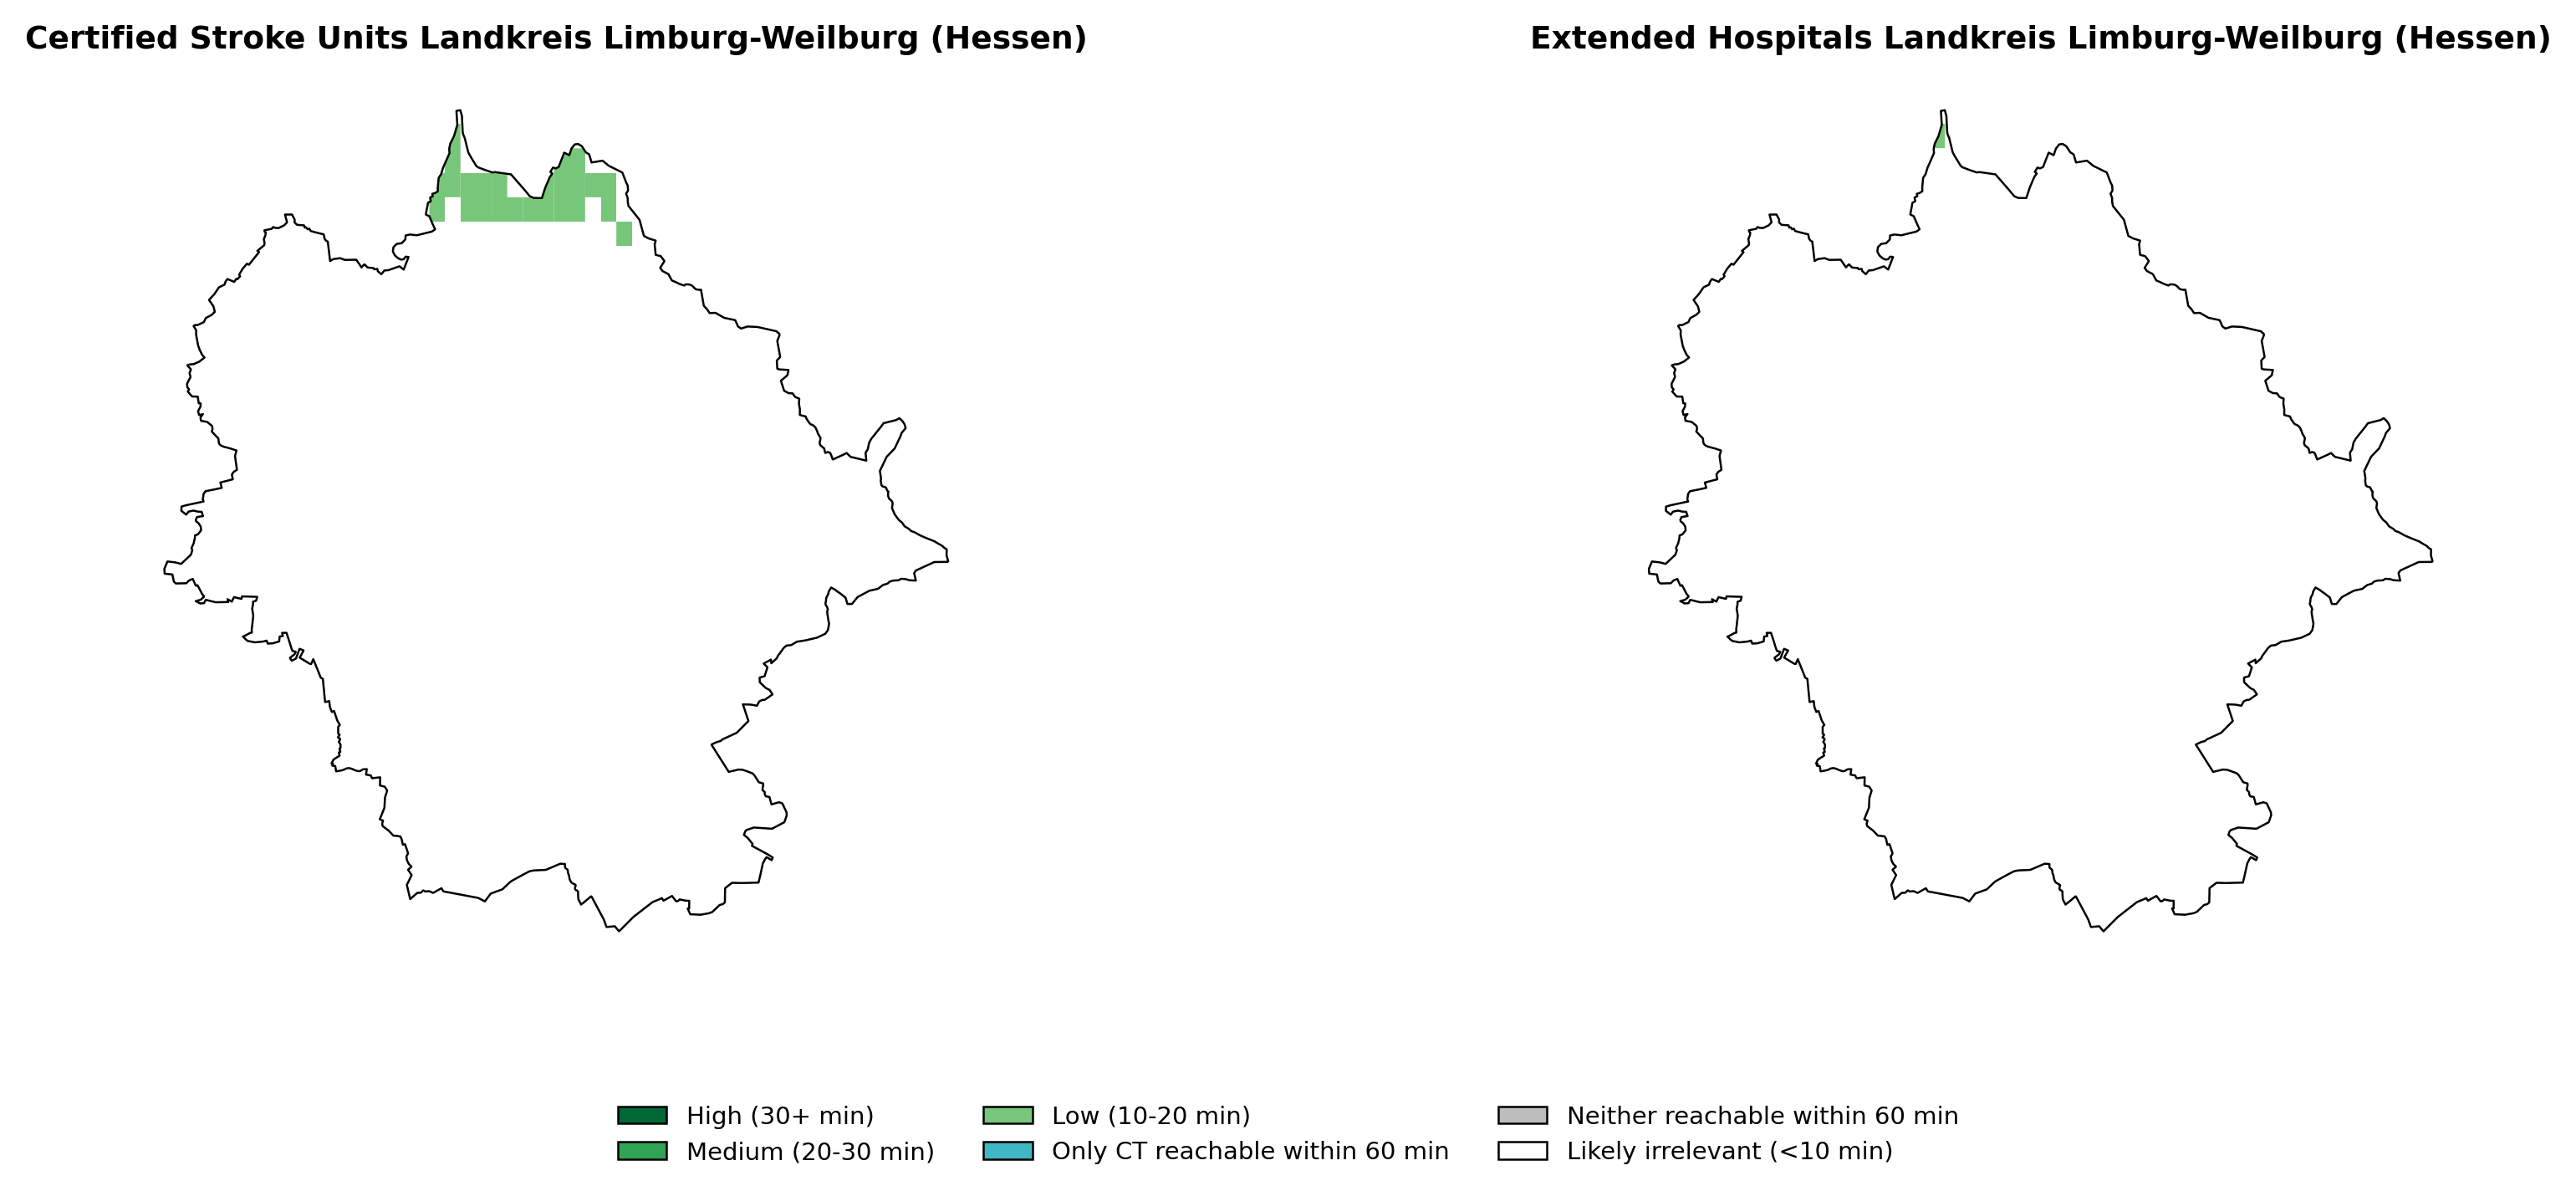 Certified Stroke Units Landkreis Limburg-Weilburg (Hessen)
Extended Hospitals Landkreis Limburg-Weilburg (Hessen)
High (30+ min)
Medium (20-30 min)
Low (10-20 min)
Only CT reachable within 60 min
Neither reachable within 60 min
Likely irrelevant (<10 min)